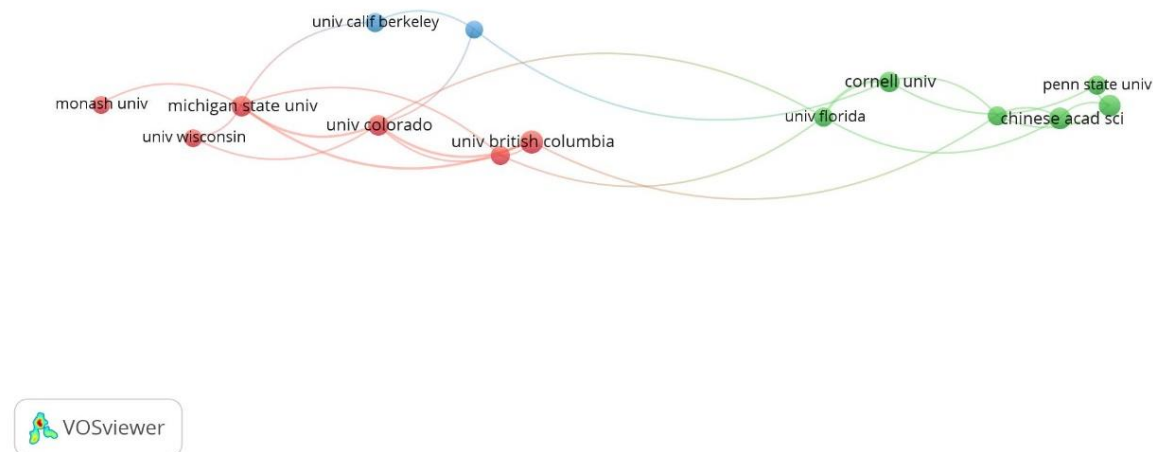 univ calif berkeley
monash univ
michigan state univ
univ wisconsin
univ colorado
univ british columbia
cornell univ
penn state univ
univ florida
chinese acad sci
VOSviewer